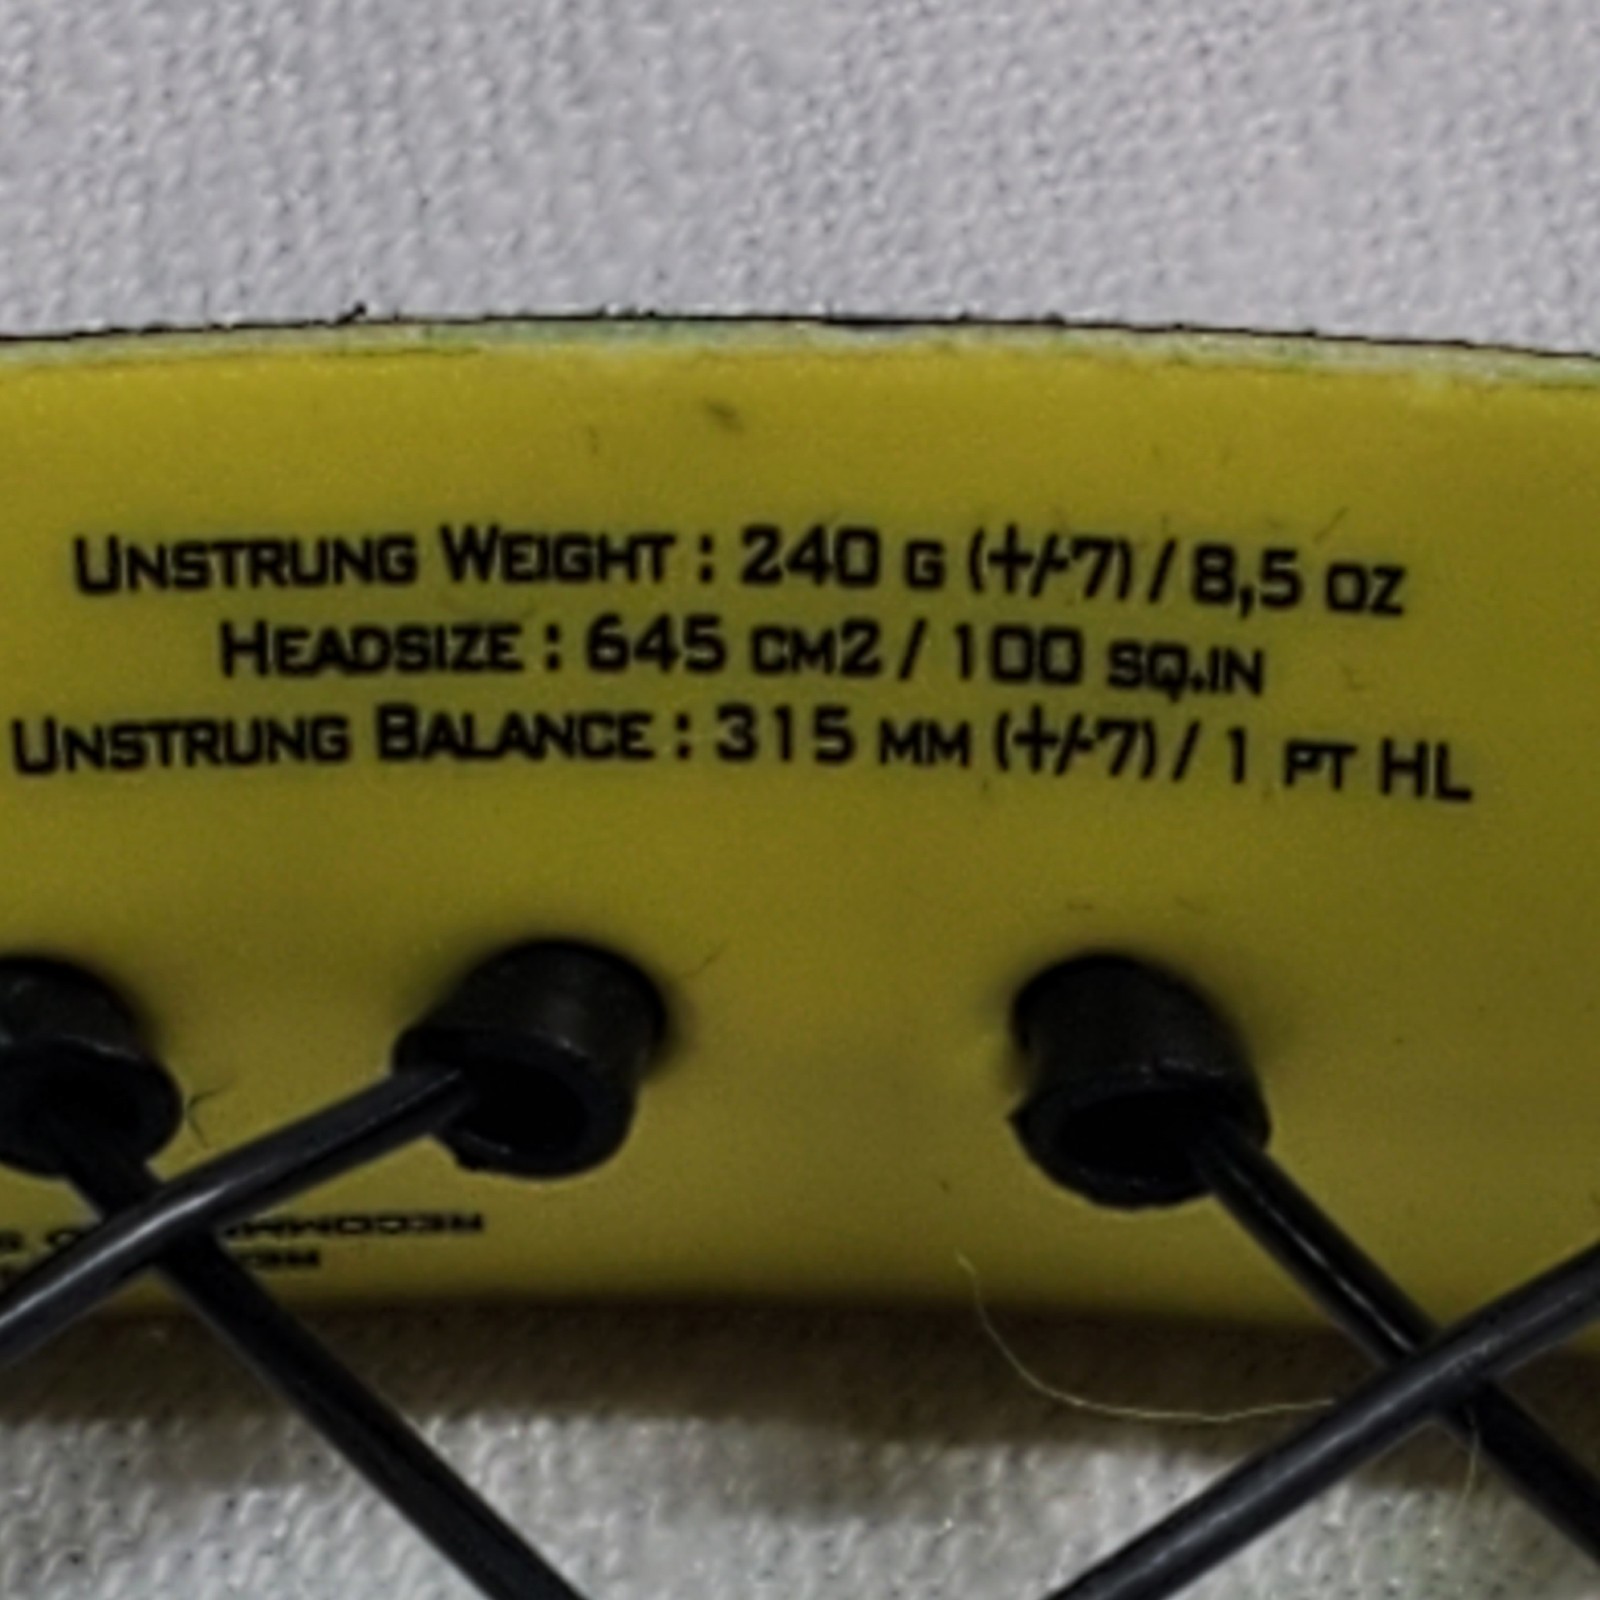 UNSTRUNG WEIGHT : 240 G (+/-7) / 8,5 OZ
HEADSIZE : 645 CM2 / 100 SQ.IN
UNSTRUNG BALANCE : 315 MM (+/-7) / 1 PT HL